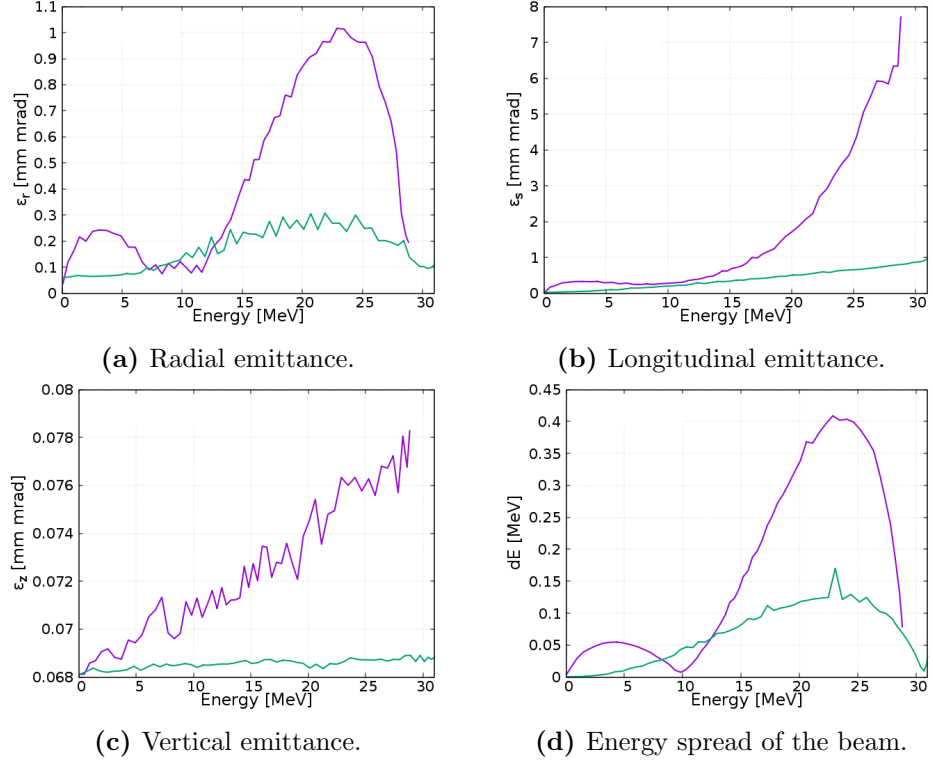 1.1
1
0.9
0.8
0.7
0.6
0.5
0.4
0.3
0.2
0.1
0
εr [mm mrad]
0 5 10 15 20 25 30
Energy [MeV]
(a) Radial emittance.
8
7
6
5
4
3
2
1
0
εs [mm mrad]
0 5 10 15 20 25 30
Energy [MeV]
(b) Longitudinal emittance.
0.08
0.078
0.076
0.074
0.072
0.07
0.068
εz [mm mrad]
0 5 10 15 20 25 30
Energy [MeV]
(c) Vertical emittance.
0.45
0.4
0.35
0.3
0.25
0.2
0.15
0.1
0.05
0
dE [MeV]
0 5 10 15 20 25 30
Energy [MeV]
(d) Energy spread of the beam.